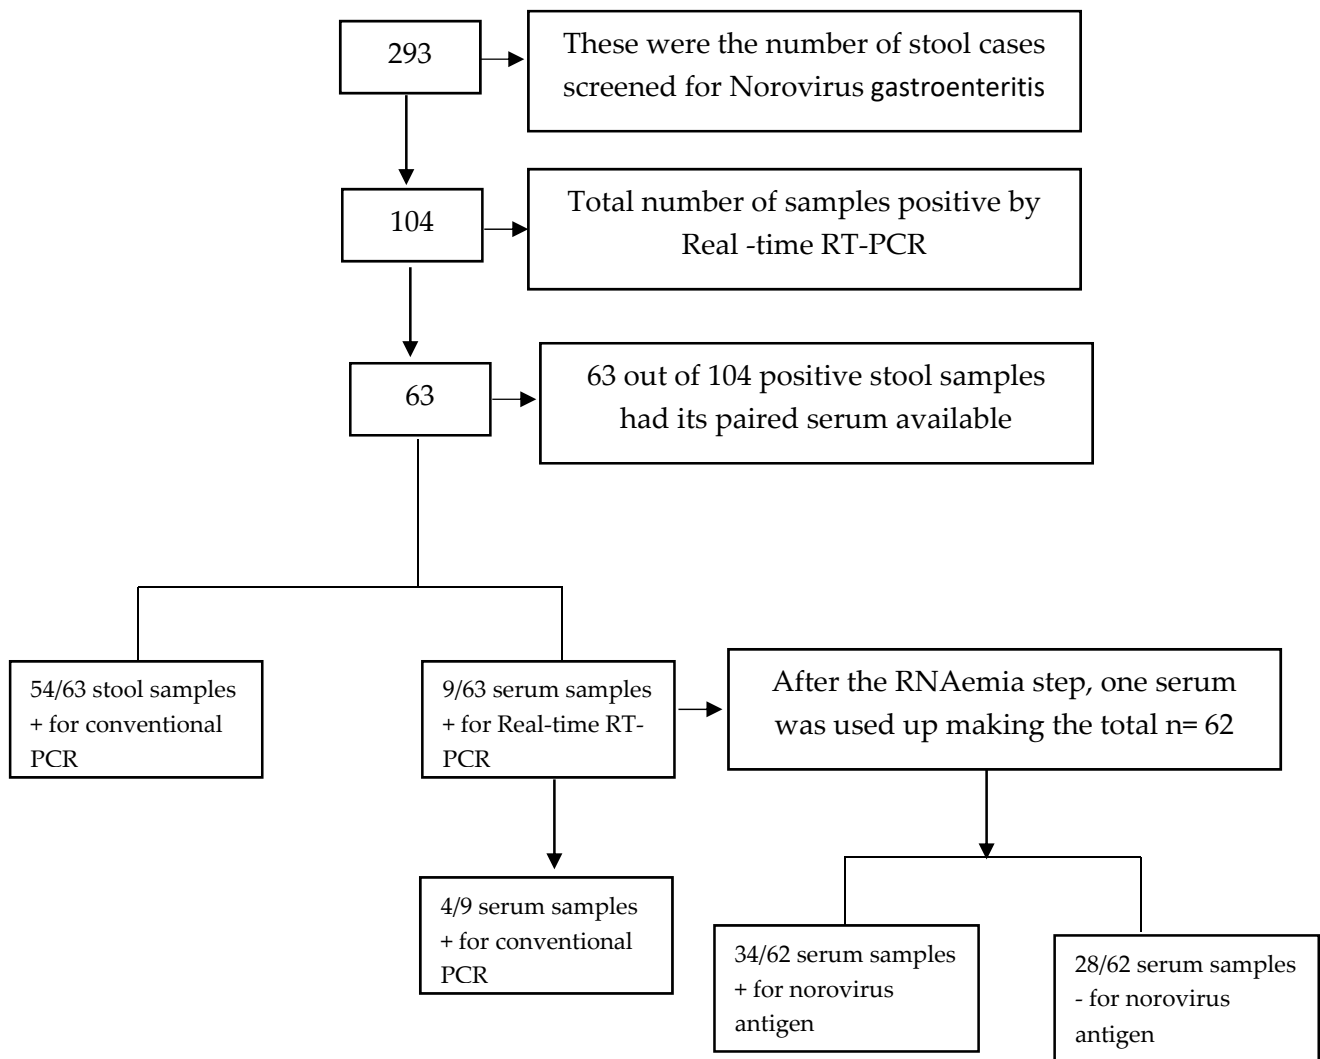 293
These were the number of stool cases
screened for Norovirus gastroenteritis
104
Total number of samples positive by
Real -time RT-PCR
63
63 out of 104 positive stool samples
had its paired serum available
54/63 stool samples
+ for conventional
PCR
9/63 serum samples
+ for Real-time RT-
PCR
After the RNAemia step, one serum
was used up making the total n= 62
4/9 serum samples
+ for conventional
PCR
34/62 serum samples
+ for norovirus
antigen
28/62 serum samples
- for norovirus
antigen